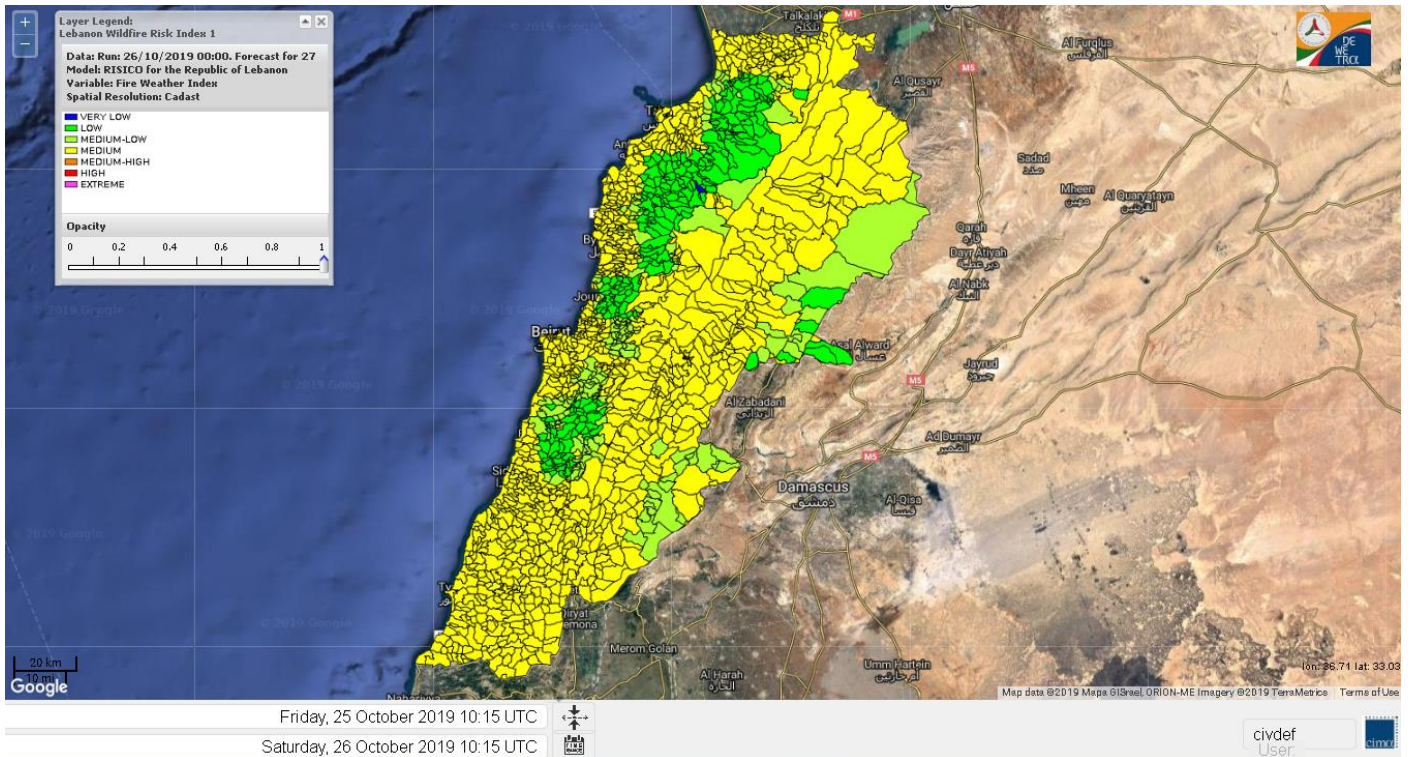 Layer Legend:
Lebanon Wildfire Risk Index 1
Data: Run: 26/10/2019 00:00. Forecast for 27
Model: RISICO for the Republic of Lebanon
Variable: Fire Weather Index
Spatial Resolution: Cadast
VERY LOW
LOW
MEDIUM-LOW
MEDIUM
MEDIUM-HIGH
HIGH
EXTREME
Opacity
0 0.2 0.4 0.6 0.8 1
Talkalakh
تلكلخ
M1
DE
WE
TRA
Al Furqlus
الفرقلس
M5
Al Qusayr
القصير
Sadad
صدد
Mheen
مهين
Al Quaryatayn
القريتين
Qarah
قارة
Dayr Atiyah
دير عطية
Al Nabk
النبك
Beirut
Asal Alward
عسال
Jayrud
جيرود
M5
Al Zabadani
الزبداني
Ad Dumayr
الضمير
M5
Damascus
دمشق
Al-Qisa
Merom Golan
Al Harah
الحارة
Umm Hartein
أم حارتين
Nahariyya
© 2019 Google
20 km
10 mi
Google
lon: 36.71 lat: 33.03
Map data ©2019 Mapa GISrael, ORION-ME Imagery ©2019 TerraMetrics
Terms of Use
Friday, 25 October 2019 10:15 UTC
Saturday, 26 October 2019 10:15 UTC
civdef
User:
cima